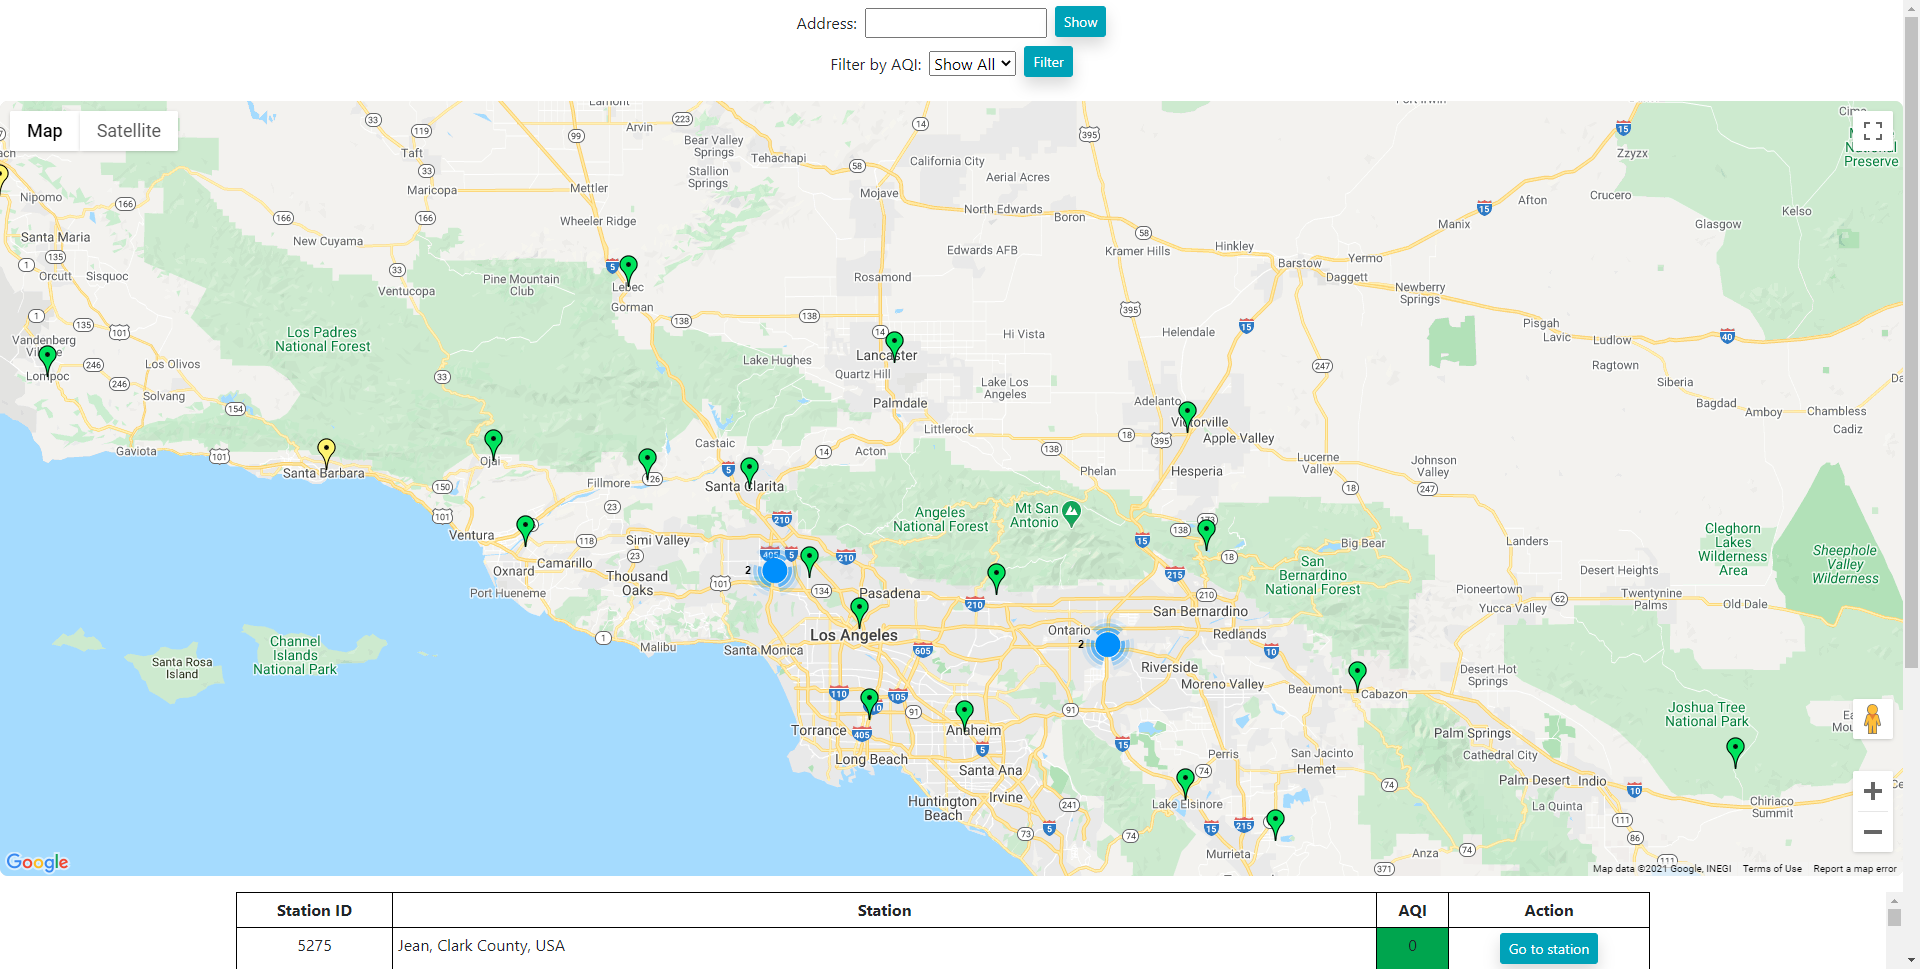 Address:
Show
Filter by AQI:
Show All
Filter
Map
Satellite
Lamont
Arvin
Taft
Maricopa
Mettler
Wheeler Ridge
Bear Valley Springs
Tehachapi
Stallion Springs
California City
Mojave
Aerial Acres
North Edwards
Boron
Edwards AFB
Kramer Hills
Hinkley
Barstow
Yermo
Daggett
Newberry Springs
Manix
Afton
Crucero
Zzyzx
Glasgow
Kelso
National Preserve
Nipomo
Santa Maria
Orcutt
Sisquoc
New Cuyama
Ventucopa
Pine Mountain Club
Lebec
Gorman
Rosamond
Lancaster
Quartz Hill
Palmdale
Lake Hughes
Hi Vista
Lake Los Angeles
Littlerock
Helendale
Adelanto
Victorville
Apple Valley
Hesperia
Phelan
Lucerne Valley
Johnson Valley
Pisgah
Lavic
Ludlow
Ragtown
Siberia
Bagdad
Amboy
Chambless
Cadiz
Vandenberg Village
Lompoc
Los Olivos
Solvang
Gaviota
Los Padres National Forest
Santa Barbara
Ojai
Fillmore
Castaic
Santa Clarita
Acton
Angeles National Forest
Mt San Antonio
Ventura
Oxnard
Camarillo
Port Hueneme
Simi Valley
Thousand Oaks
Malibu
Santa Monica
Pasadena
Los Angeles
Torrance
Long Beach
Anaheim
Santa Ana
Huntington Beach
Irvine
Ontario
San Bernardino
Redlands
Riverside
Moreno Valley
Beaumont
Cabazon
Perris
San Jacinto
Hemet
Lake Elsinore
Murrieta
Anza
Big Bear
San Bernardino National Forest
Landers
Pioneertown
Yucca Valley
Desert Heights
Twentynine Palms
Old Dale
Cleghorn Lakes Wilderness Area
Sheephole Valley Wilderness
Desert Hot Springs
Palm Springs
Cathedral City
Palm Desert
Indio
La Quinta
Joshua Tree National Park
Chiriaco Summit
Channel Islands National Park
Santa Rosa Island
2
2
Google
Map data ©2021 Google, INEGI
Terms of Use
Report a map error
Station ID Station AQI Action
5275 Jean, Clark County, USA 0 Go to station